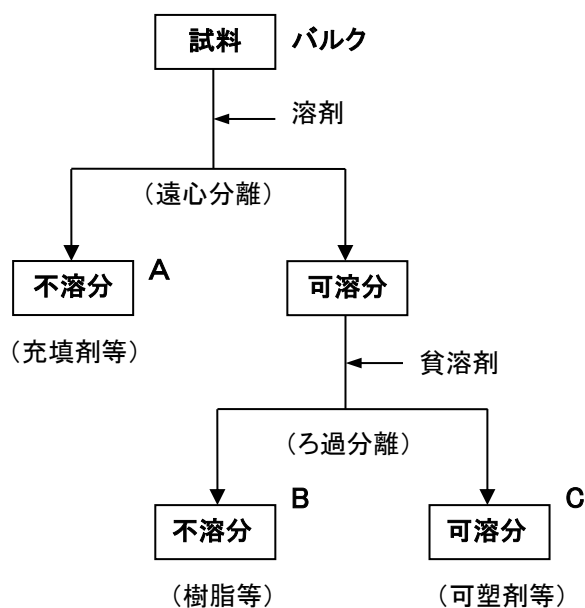 試料 バルク
溶剤
（遠心分離）
不溶分 A
可溶分
（充填剤等）
貧溶剤
（ろ過分離）
不溶分 B
可溶分 C
（樹脂等）
（可塑剤等）